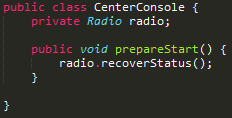 public class CenterConsole {
    private Radio radio;

    public void prepareStart() {
        radio.recoverStatus();
    }

}